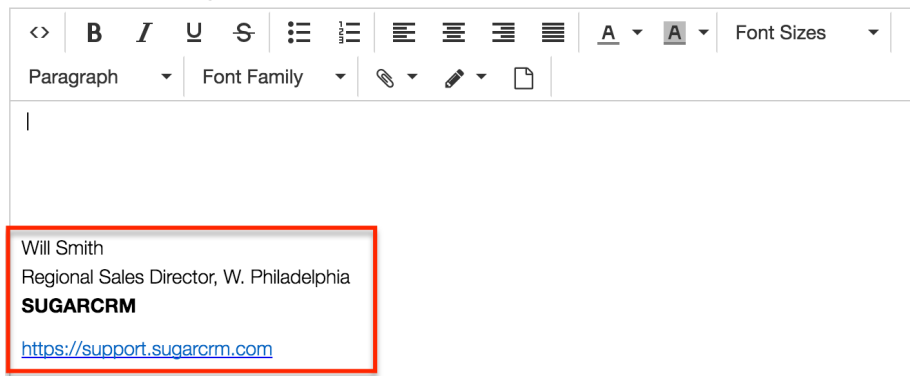 <> B I U S A A Font Sizes
Paragraph Font Family
Will Smith
Regional Sales Director, W. Philadelphia
SUGARCRM
https://support.sugarcrm.com